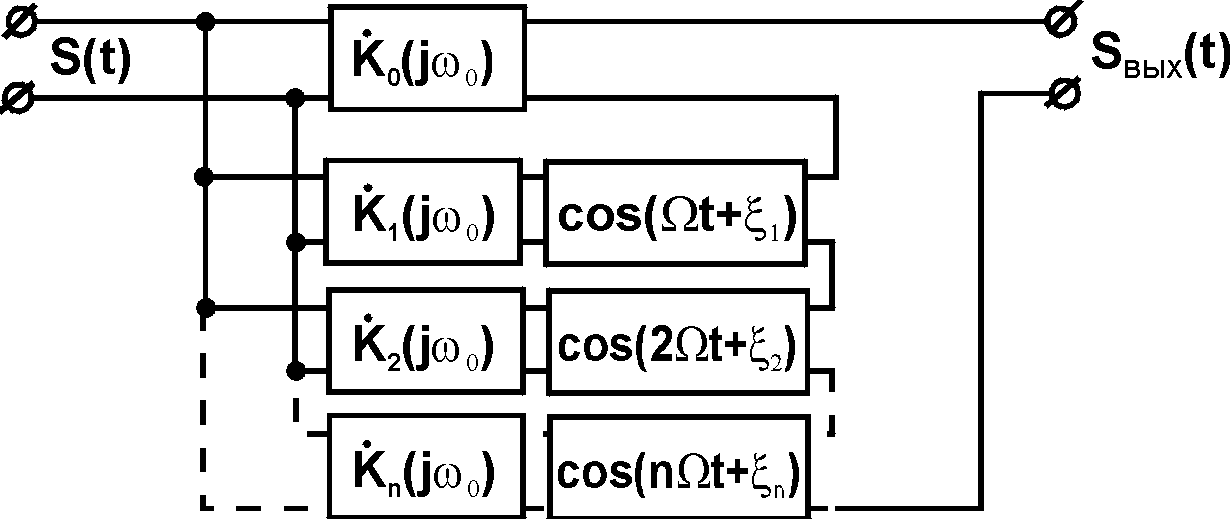 S(t)
K̇₀(jω₀)
Sвых(t)
K̇₁(jω₀) cos(Ωt+ξ₁)
K̇₂(jω₀) cos(2Ωt+ξ₂)
K̇ₙ(jω₀) cos(nΩt+ξₙ)